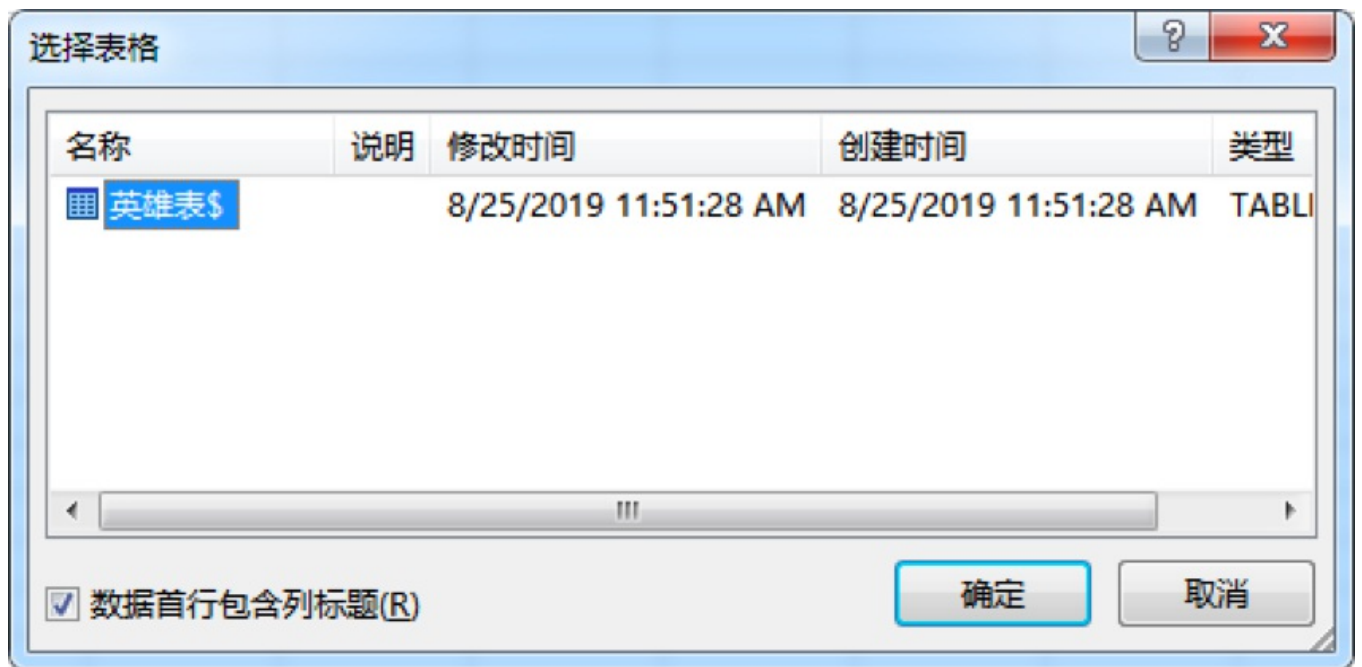 选择表格
名称 说明 修改时间 创建时间 类型
英雄表$ 8/25/2019 11:51:28 AM 8/25/2019 11:51:28 AM TABL
数据首行包含列标题(R) 确定 取消